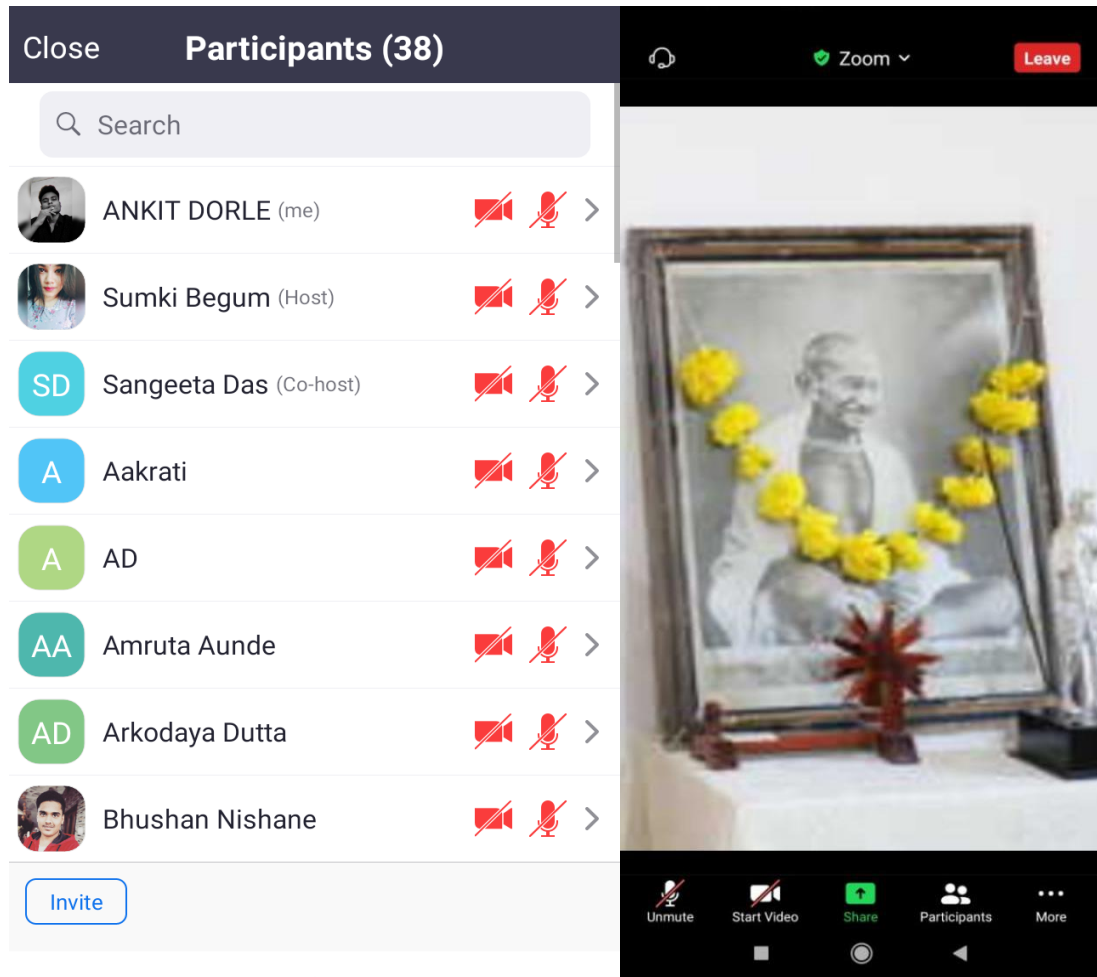 Close Participants (38)
Search
ANKIT DORLE (me)
Sumki Begum (Host)
SD Sangeeta Das (Co-host)
A Aakrati
A AD
AA Amruta Aunde
AD Arkodaya Dutta
Bhushan Nishane
Invite
Zoom Leave
Unmute Start Video Share Participants More